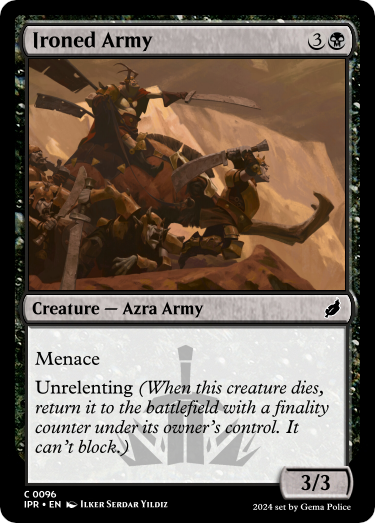 Ironed Army 3
Creature — Azra Army
Menace
Unrelenting (When this creature dies,
return it to the battlefield with a finality
counter under its owner's control. It
can't block.)
3/3
C 0096
IPR • EN Ilker Serdar Yildiz
2024 set by Gema Police